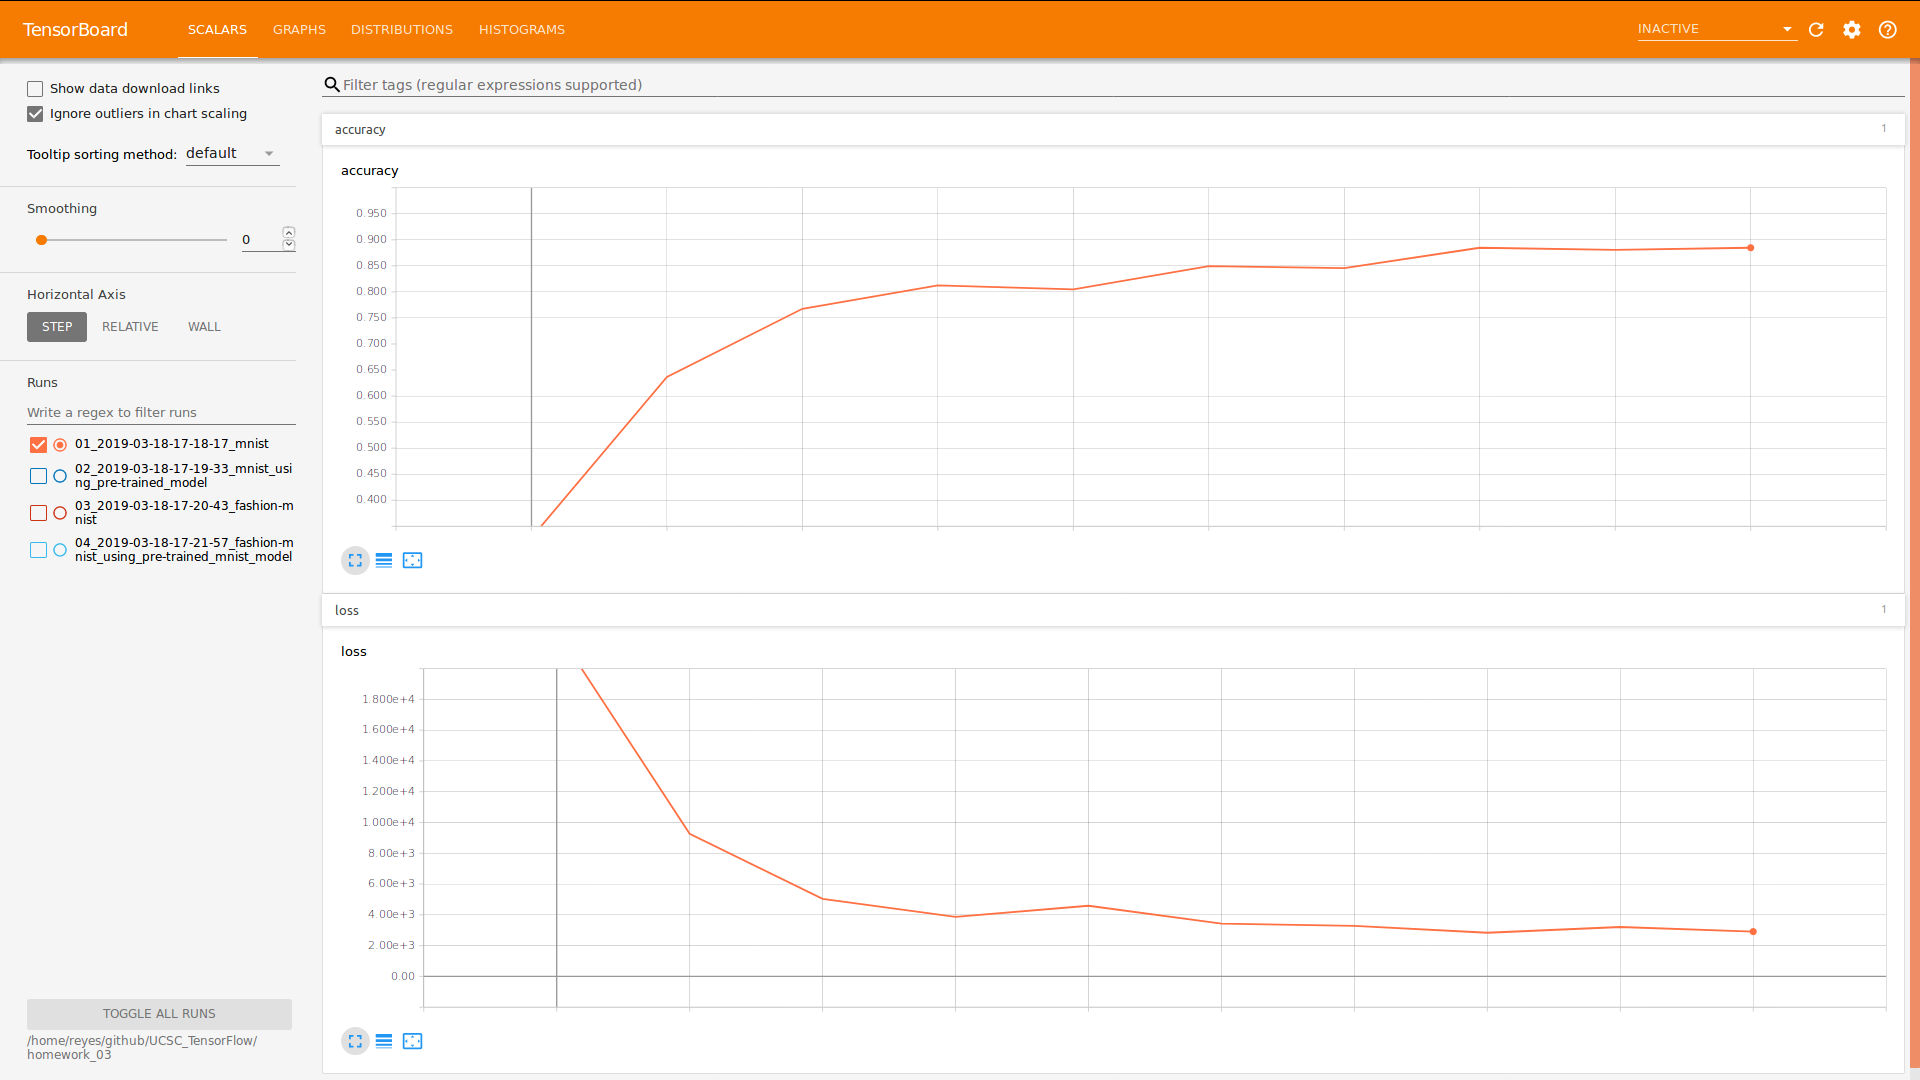 TensorBoard SCALARS GRAPHS DISTRIBUTIONS HISTOGRAMS INACTIVE
Show data download links
Ignore outliers in chart scaling
Tooltip sorting method: default
Smoothing
0
Horizontal Axis
STEP RELATIVE WALL
Runs
Write a regex to filter runs
01_2019-03-18-17-18-17_mnist
02_2019-03-18-17-19-33_mnist_usi
ng_pre-trained_model
03_2019-03-18-17-20-43_fashion-m
nist
04_2019-03-18-17-21-57_fashion-m
nist_using_pre-trained_mnist_model
TOGGLE ALL RUNS
/home/reyes/github/UCSC_TensorFlow/
homework_03
Filter tags (regular expressions supported)
accuracy 1
accuracy
0.950
0.900
0.850
0.800
0.750
0.700
0.650
0.600
0.550
0.500
0.450
0.400
loss 1
loss
1.800e+4
1.600e+4
1.400e+4
1.200e+4
1.000e+4
8.00e+3
6.00e+3
4.00e+3
2.00e+3
0.00